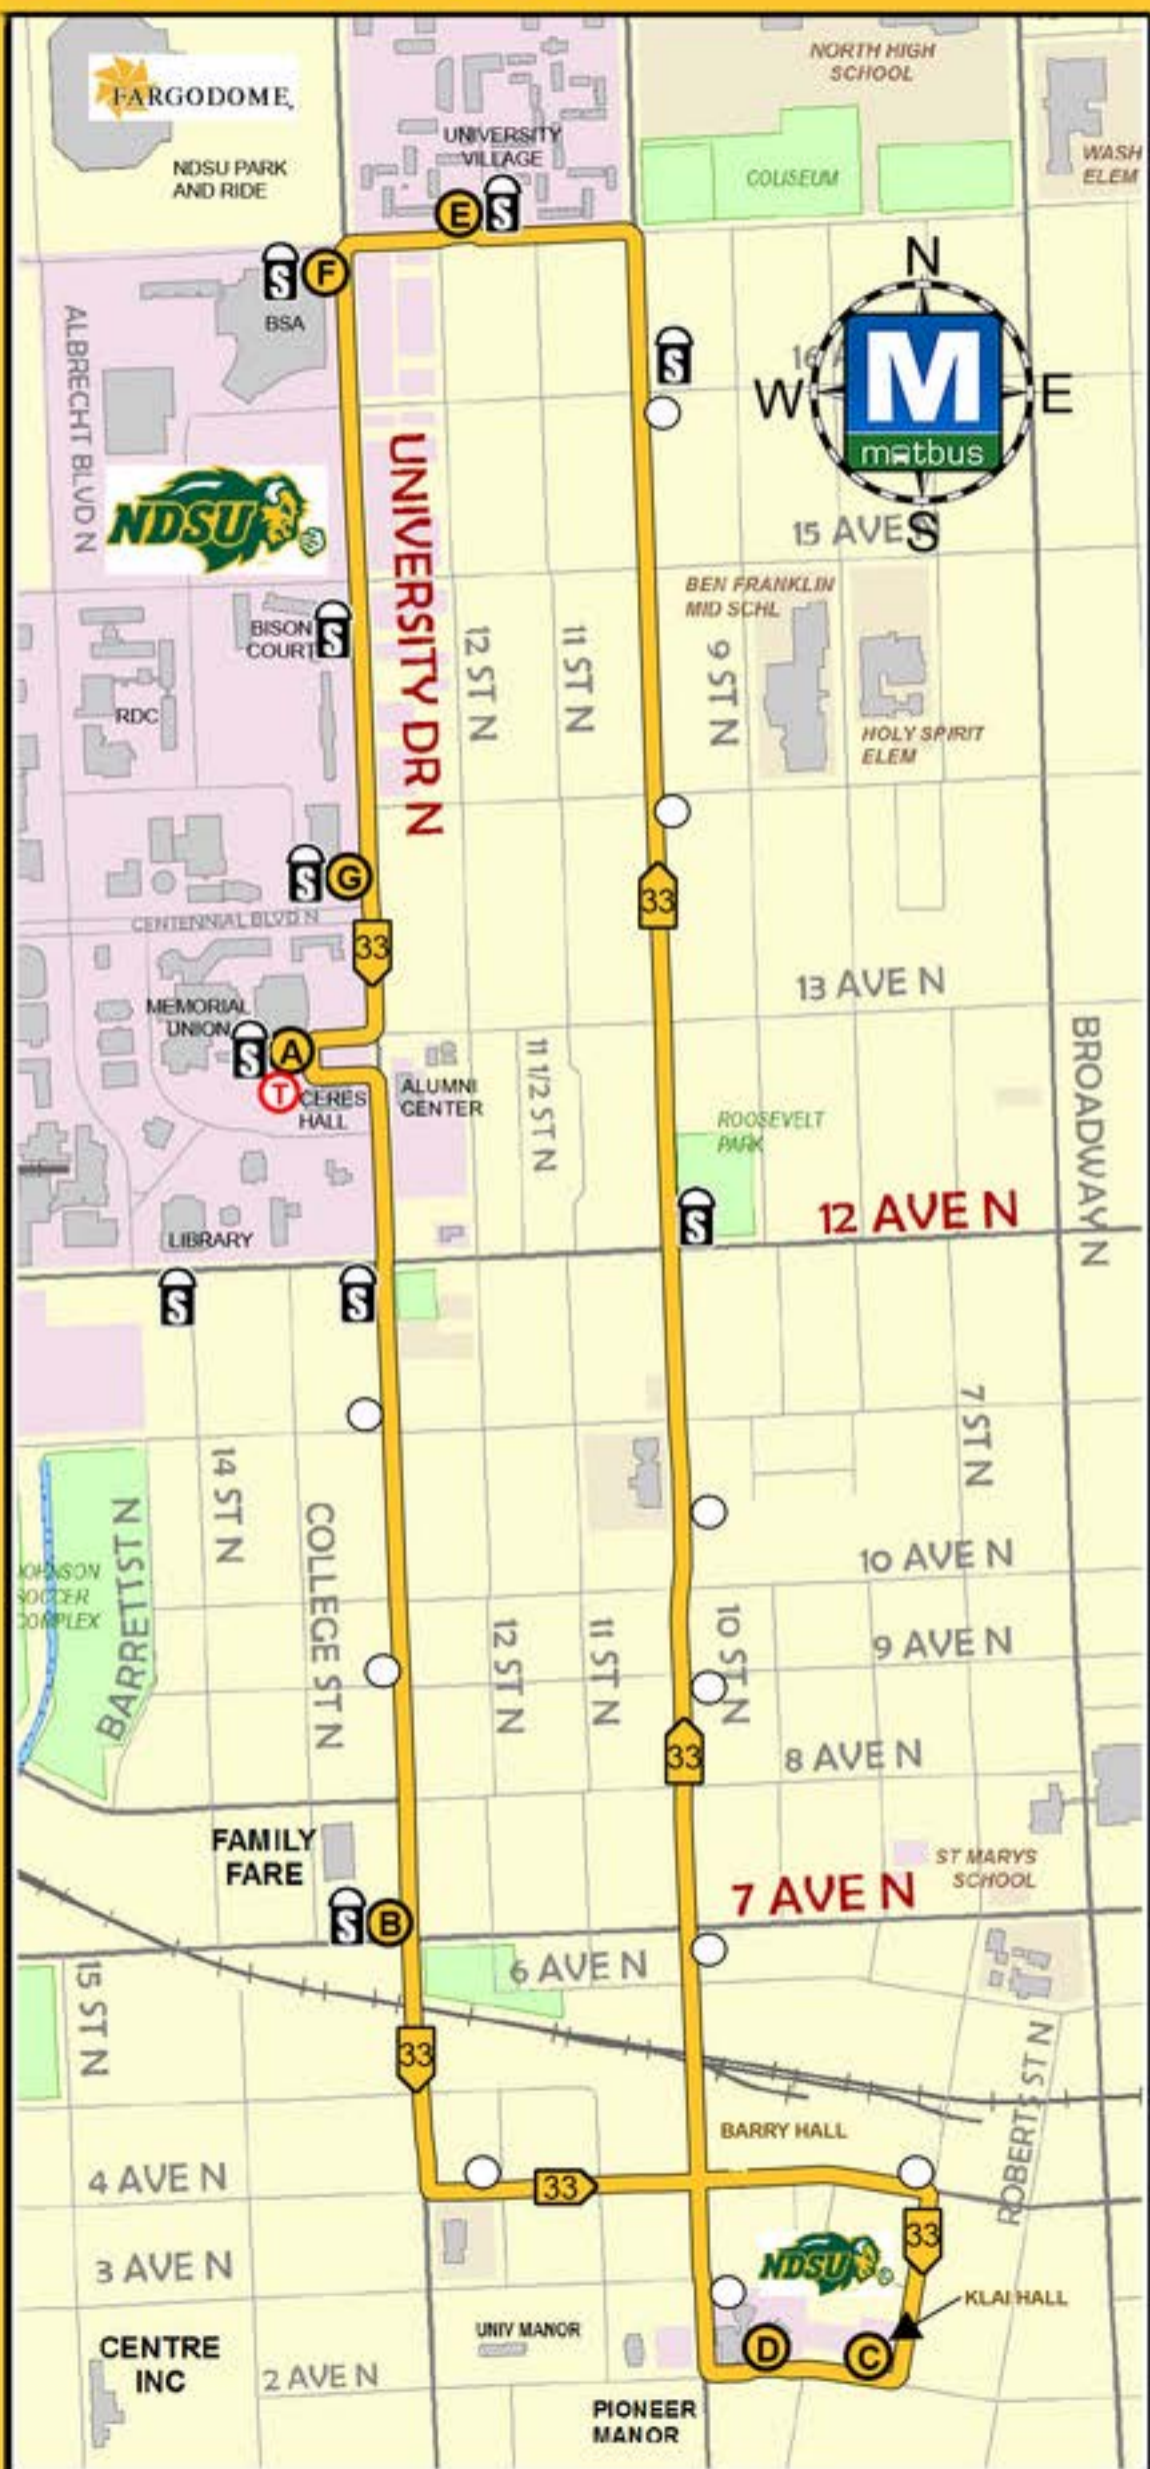 NORTH HIGH
SCHOOL
FARGODOME
UNIVERSITY
VILLAGE
NDSU PARK
AND RIDE
COLISEUM
WASH
ELEM
E
S
S
F
BSA
N
S
16 A
M
W
E
matbus
S
15 AVE
ALBRECHT BLVD N
NDSU
UNIVERSITY DR N
BEN FRANKLIN
MID SCHL
BISON
COURT
S
12 ST N
11 ST N
9 ST N
RDC
HOLY SPIRIT
ELEM
S
G
33
CENTENNIAL BLVD N
33
13 AVE N
MEMORIAL
UNION
S
A
T
CERES
HALL
ALUMNI
CENTER
11 1/2 ST N
BROADWAY N
ROOSEVELT
PARK
S
12 AVE N
LIBRARY
S
S
7 ST N
14 ST N
COLLEGE ST N
BARRETT ST N
10 AVE N
SOCCER
COMPLEX
12 ST N
11 ST N
10 ST N
9 AVE N
33
8 AVE N
FAMILY
FARE
ST MARYS
SCHOOL
7 AVE N
S
B
6 AVE N
15 ST N
33
ROBERTS ST N
BARRY HALL
4 AVE N
33
33
3 AVE N
NDSU
KLAI HALL
UNIV MANOR
CENTRE
INC
D
C
2 AVE N
PIONEER
MANOR